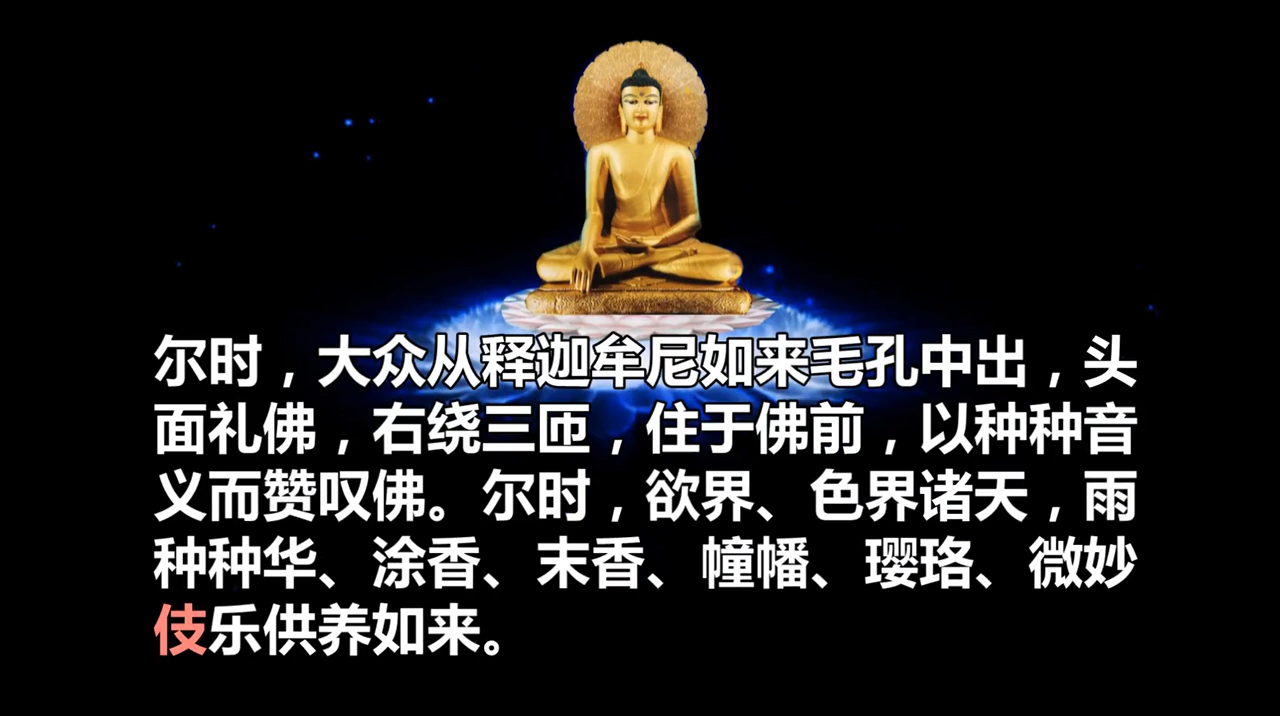 尔时，大众从释迦牟尼如来毛孔中出，头
面礼佛，右绕三匝，住于佛前，以种种音
义而赞叹佛。尔时，欲界、色界诸天，雨
种种华、涂香、末香、幢幡、璎珞、微妙
伎乐供养如来。